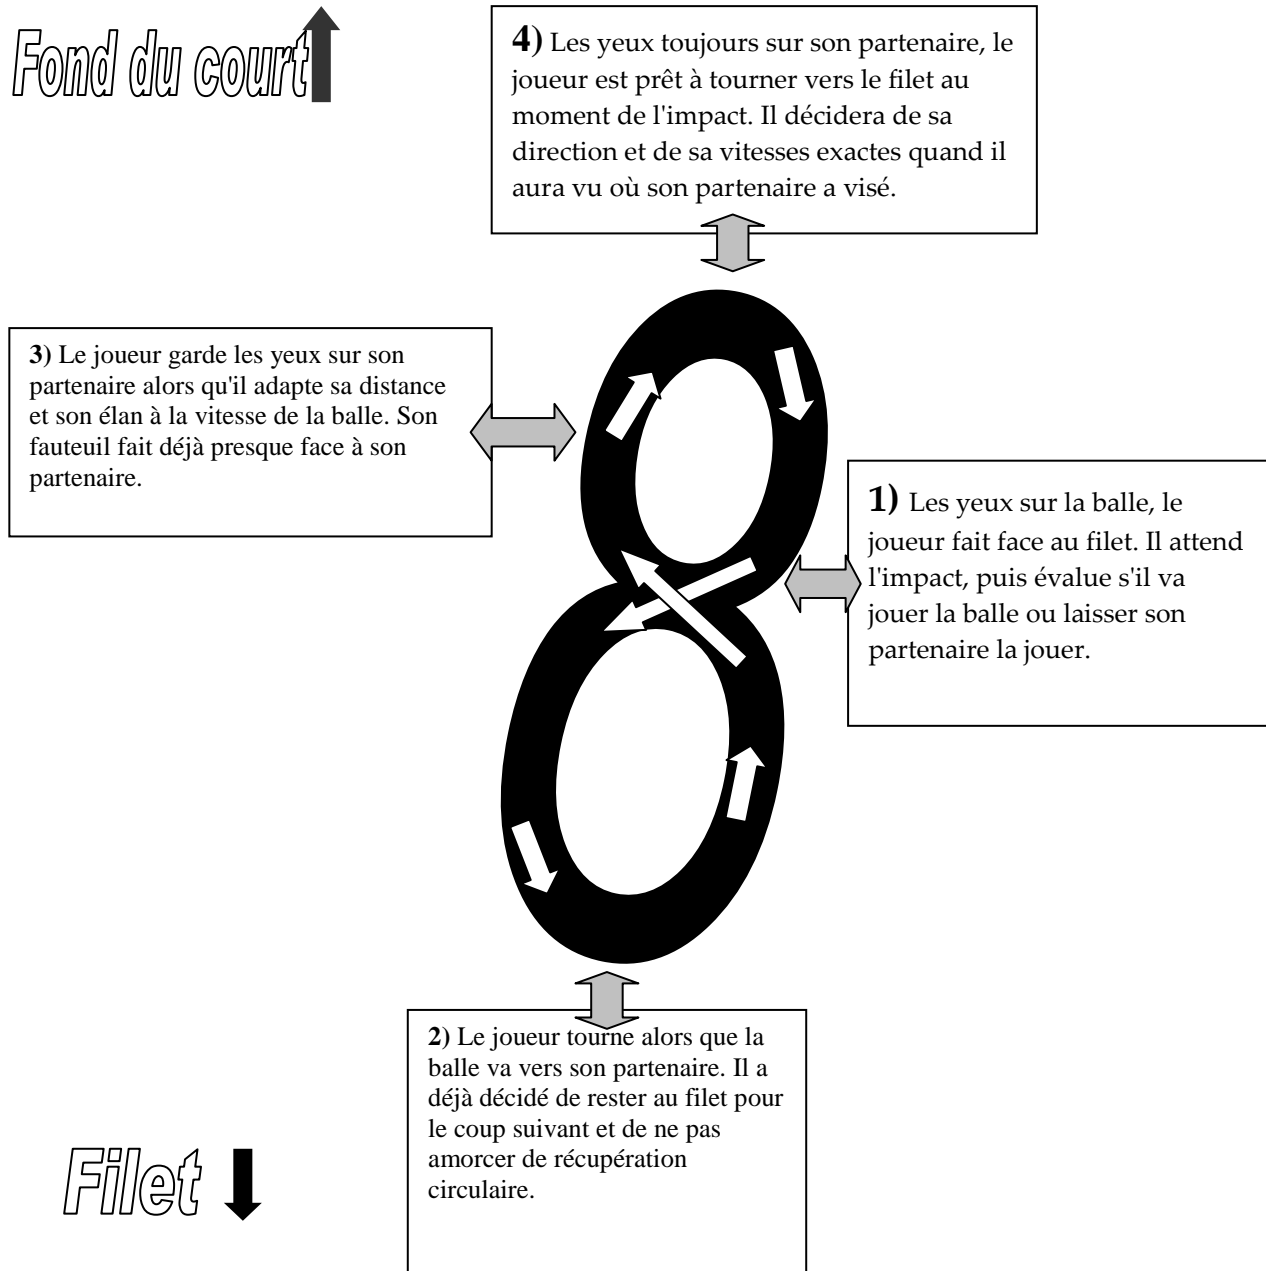 Fond du court
4) Les yeux toujours sur son partenaire, le
joueur est prêt à tourner vers le filet au
moment de l'impact. Il décidera de sa
direction et de sa vitesses exactes quand il
aura vu où son partenaire a visé.
3) Le joueur garde les yeux sur son
partenaire alors qu'il adapte sa distance
et son élan à la vitesse de la balle. Son
fauteuil fait déjà presque face à son
partenaire.
1) Les yeux sur la balle, le
joueur fait face au filet. Il attend
l'impact, puis évalue s'il va
jouer la balle ou laisser son
partenaire la jouer.
2) Le joueur tourne alors que la
balle va vers son partenaire. Il a
déjà décidé de rester au filet pour
le coup suivant et de ne pas
amorcer de récupération
circulaire.
Filet